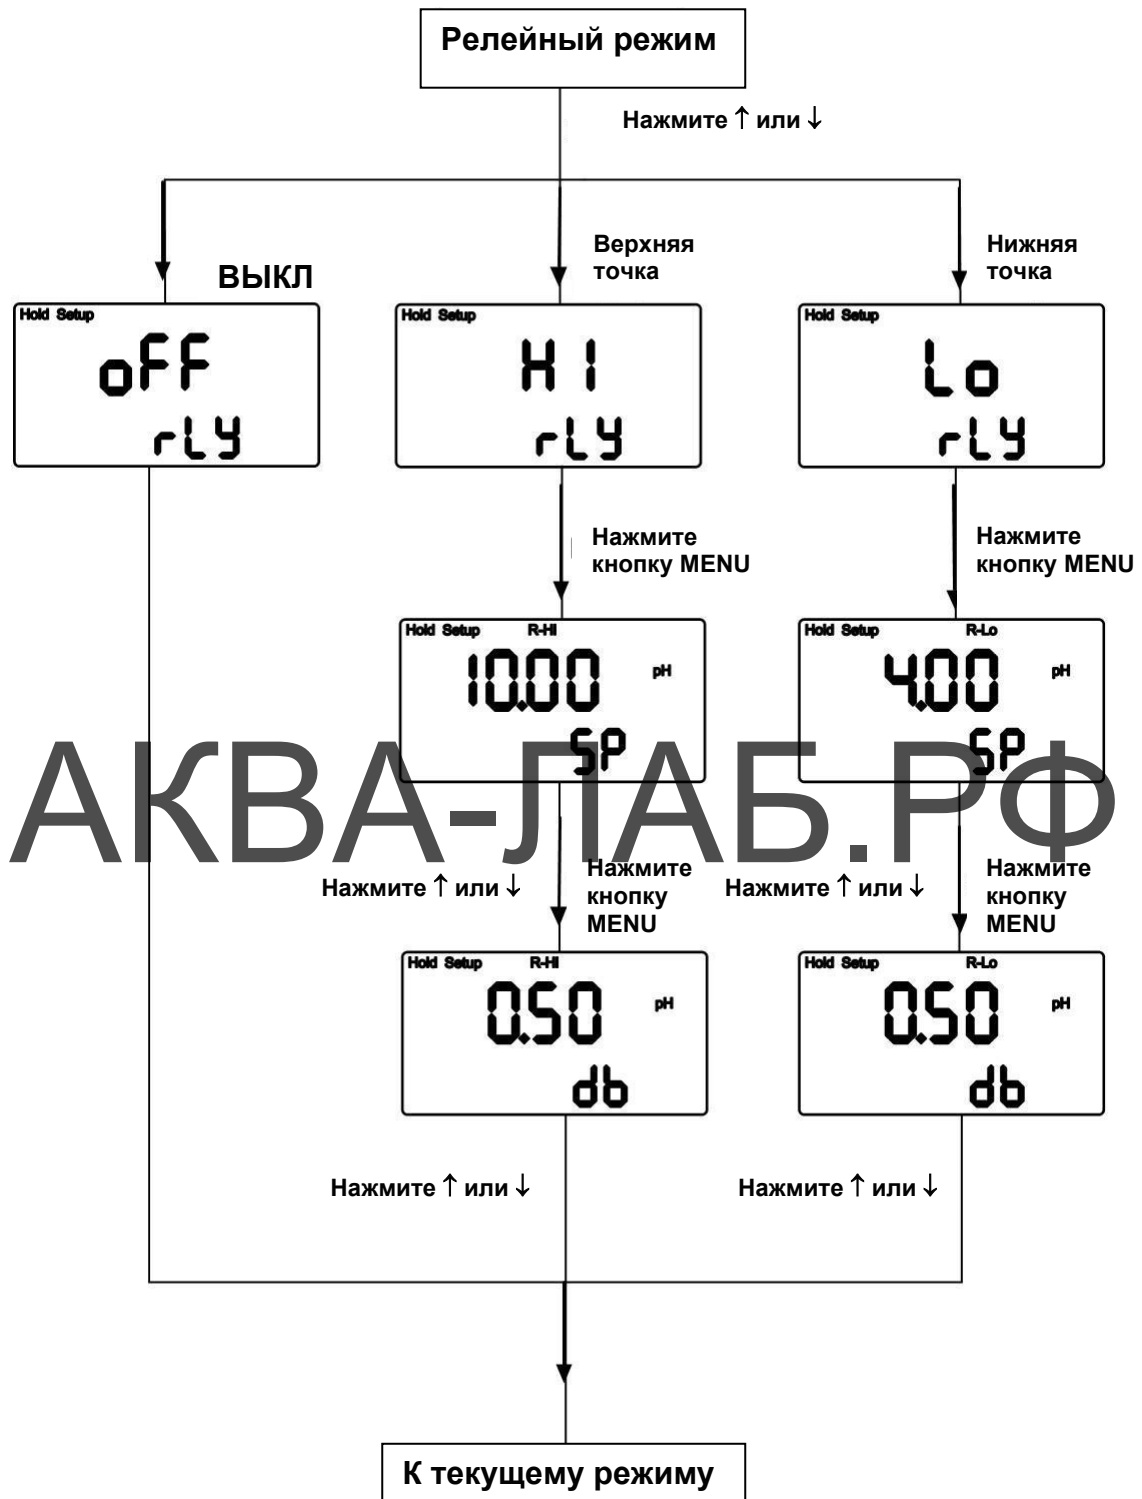 Релейный режим
Нажмите ↑ или ↓
ВЫКЛ
Верхняя
точка
Нижняя
точка
Hold Setup
oFF
rLY
Hold Setup
HI
rLY
Hold Setup
Lo
rLY
Нажмите
кнопку MENU
Нажмите
кнопку MENU
Hold Setup R-HI
10.00 pH
SP
Hold Setup R-Lo
4.00 pH
SP
АКВА-ЛАБ.РФ
Нажмите ↑ или ↓
Нажмите
кнопку
MENU
Нажмите ↑ или ↓
Нажмите
кнопку
MENU
Hold Setup R-HI
0.50 pH
db
Hold Setup R-Lo
0.50 pH
db
Нажмите ↑ или ↓
Нажмите ↑ или ↓
К текущему режиму